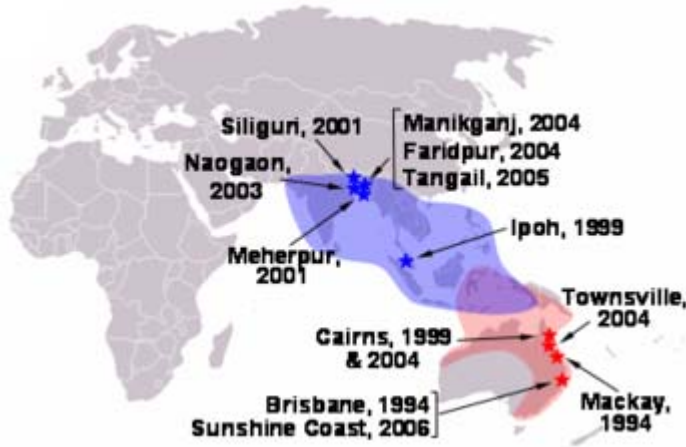 Siliguri, 2001
Manikganj, 2004
Faridpur, 2004
Tangail, 2005
Naogaon,
2003
Meherpur,
2001
Ipoh, 1999
Townsville,
2004
Cairns, 1999
& 2004
Brisbane, 1994
Sunshine Coast, 2006
Mackay,
1994